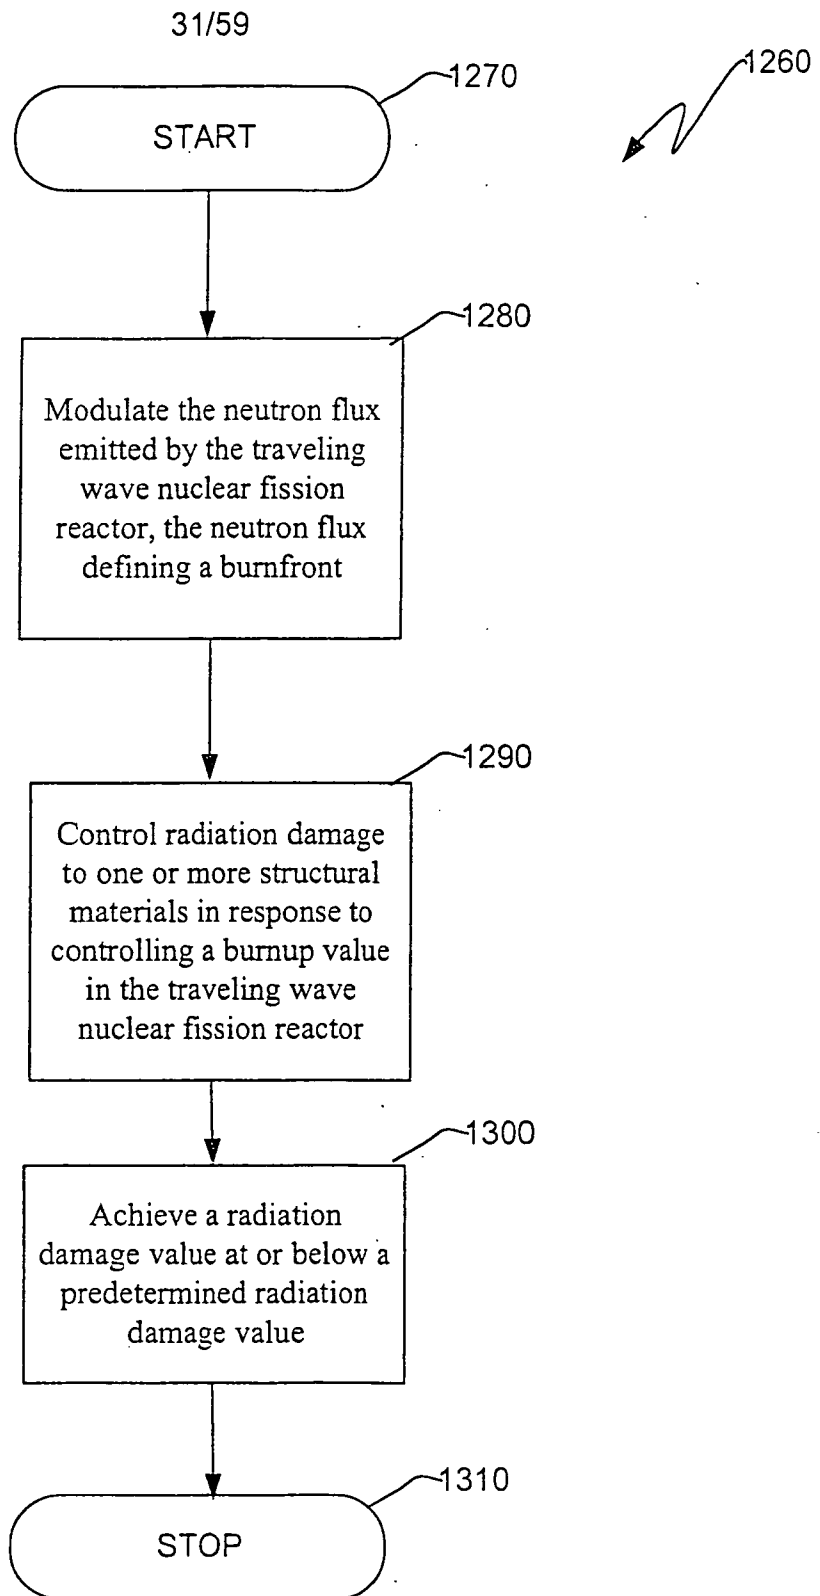 31/59
1270
1260
START
1280
Modulate the neutron flux
emitted by the traveling
wave nuclear fission
reactor, the neutron flux
defining a burnfront
1290
Control radiation damage
to one or more structural
materials in response to
controlling a burnup value
in the traveling wave
nuclear fission reactor
1300
Achieve a radiation
damage value at or below a
predetermined radiation
damage value
1310
STOP